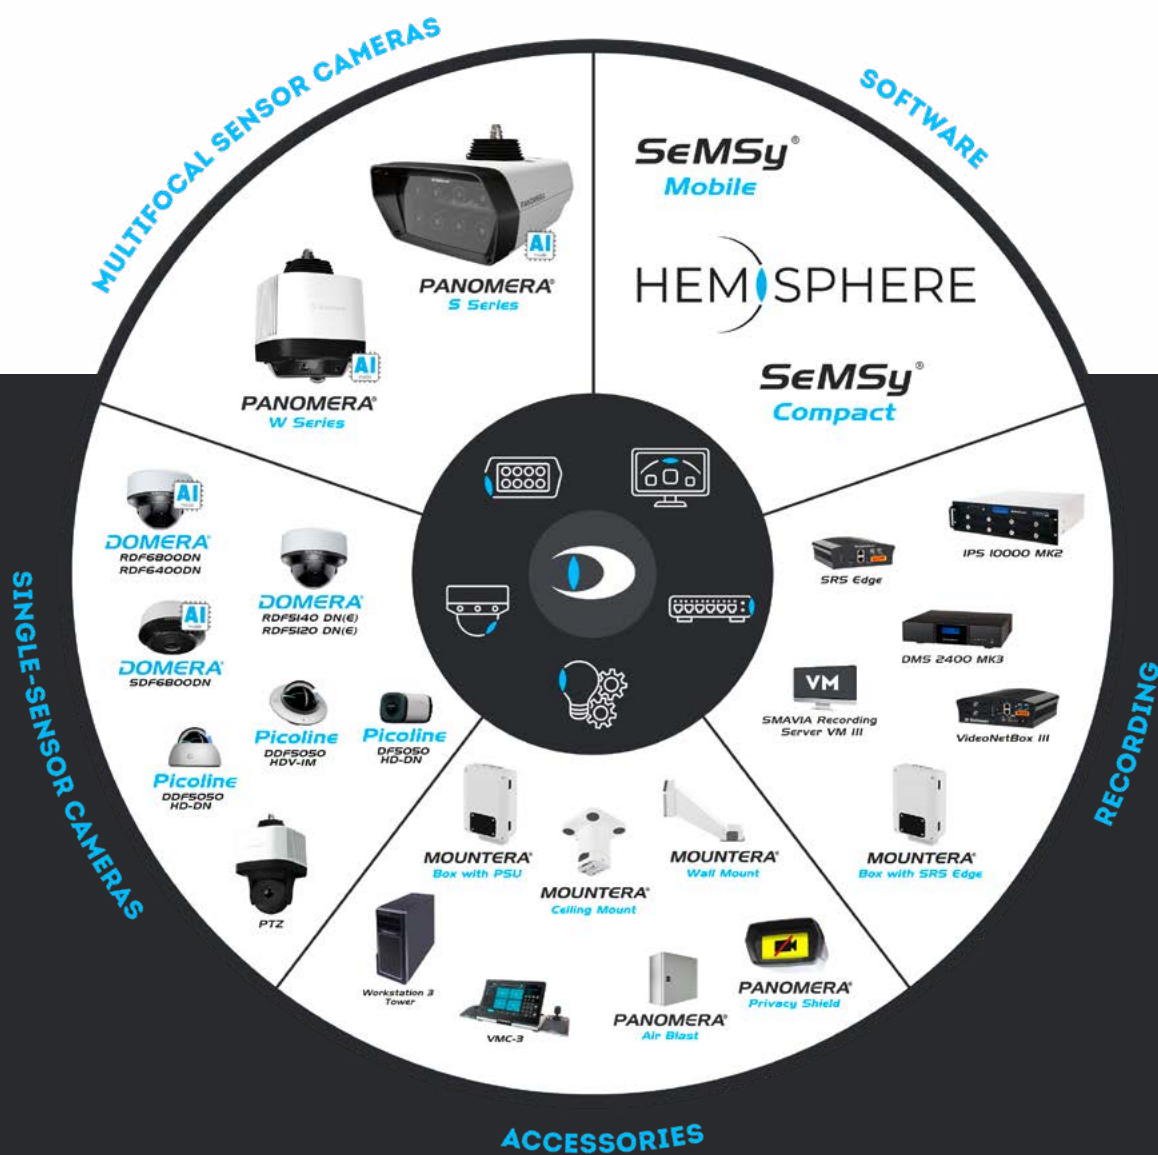 MULTIFOCAL SENSOR CAMERAS
PANOMERA®
S Series
AI
PANOMERA®
W Series
AI
SOFTWARE
SeMSy®
Mobile
HEMISPHERE
SeMSy®
Compact
SINGLE-SENSOR CAMERAS
AI
DOMERA®
RDF6800DN
RDF6400DN
DOMERA®
RDF5140 DN(E)
RDF5120 DN(E)
AI
DOMERA®
SDF6800DN
Picoline
DDF5050
HDV-IM
Picoline
DF5050
HD-DN
Picoline
DDF5050
HD-DN
PTZ
RECORDING
IPS 10000 MK2
SRS Edge
DMS 2400 MK3
VM
SMAVIA Recording
Server VM III
VideoNetBox III
MOUNTERA®
Box with SRS Edge
MOUNTERA®
Box with PSU
MOUNTERA®
Ceiling Mount
MOUNTERA®
Wall Mount
Workstation 3
Tower
VMC-3
PANOMERA®
Air Blast
PANOMERA®
Privacy Shield
ACCESSORIES